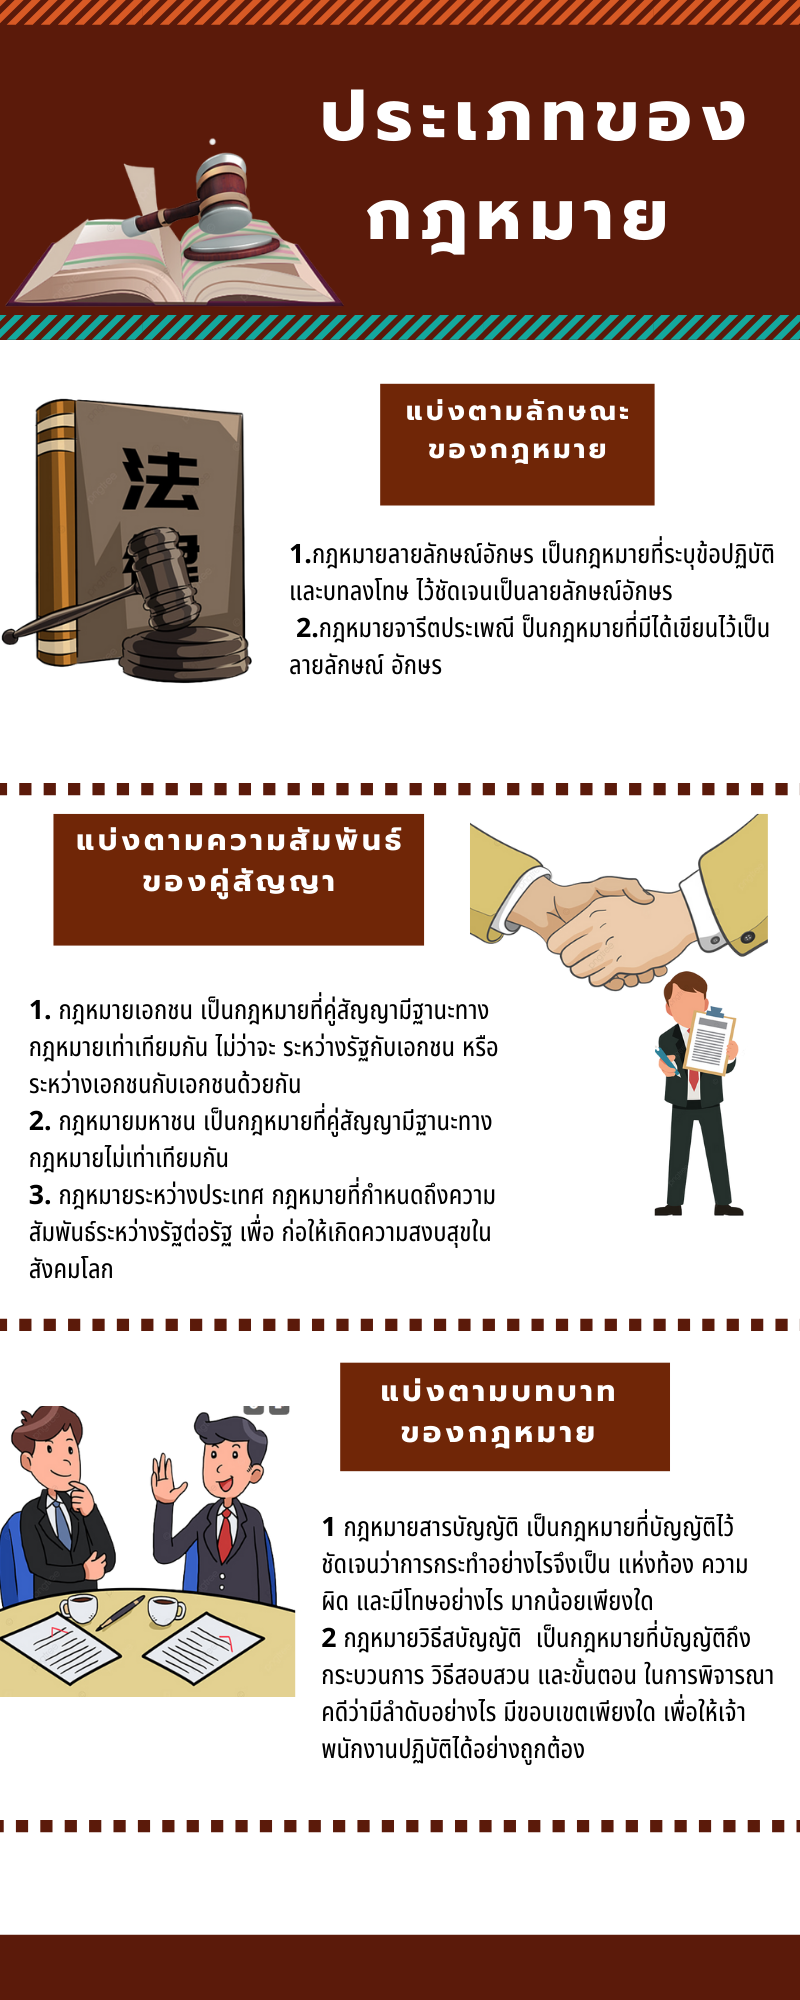 ประเภทของ
กฎหมาย
法
แบ่งตามลักษณะ
ของกฎหมาย
1.กฎหมายลายลักษณ์อักษร เป็นกฎหมายที่ระบุข้อปฏิบัติ
และบทลงโทษ ไว้ชัดเจนเป็นลายลักษณ์อักษร
2.กฎหมายจารีตประเพณี ป็นกฎหมายที่มีได้เขียนไว้เป็น
ลายลักษณ์ อักษร
แบ่งตามความสัมพันธ์
ของคู่สัญญา
1. กฎหมายเอกชน เป็นกฎหมายที่คู่สัญญามีฐานะทาง
กฎหมายเท่าเทียมกัน ไม่ว่าจะ ระหว่างรัฐกับเอกชน หรือ
ระหว่างเอกชนกับเอกชนด้วยกัน
2. กฎหมายมหาชน เป็นกฎหมายที่คู่สัญญามีฐานะทาง
กฎหมายไม่เท่าเทียมกัน
3. กฎหมายระหว่างประเทศ กฎหมายที่กำหนดถึงความ
สัมพันธ์ระหว่างรัฐต่อรัฐ เพื่อ ก่อให้เกิดความสงบสุขใน
สังคมโลก
แบ่งตามบทบาท
ของกฎหมาย
1 กฎหมายสารบัญญัติ เป็นกฎหมายที่บัญญัติไว้
ชัดเจนว่าการกระทำอย่างไรจึงเป็น แห่งท้อง ความ
ผิด และมีโทษอย่างไร มากน้อยเพียงใด
2 กฎหมายวิธีสบัญญัติ  เป็นกฎหมายที่บัญญัติถึง
กระบวนการ วิธีสอบสวน และขั้นตอน ในการพิจารณา
คดีว่ามีลำดับอย่างไร มีขอบเขตเพียงใด เพื่อให้เจ้า
พนักงานปฏิบัติได้อย่างถูกต้อง